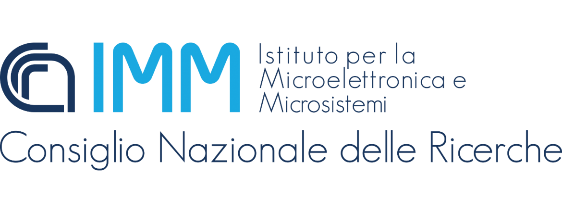 IMM
Istituto per la
Microelettronica e
Microsistemi
Consiglio Nazionale delle Ricerche